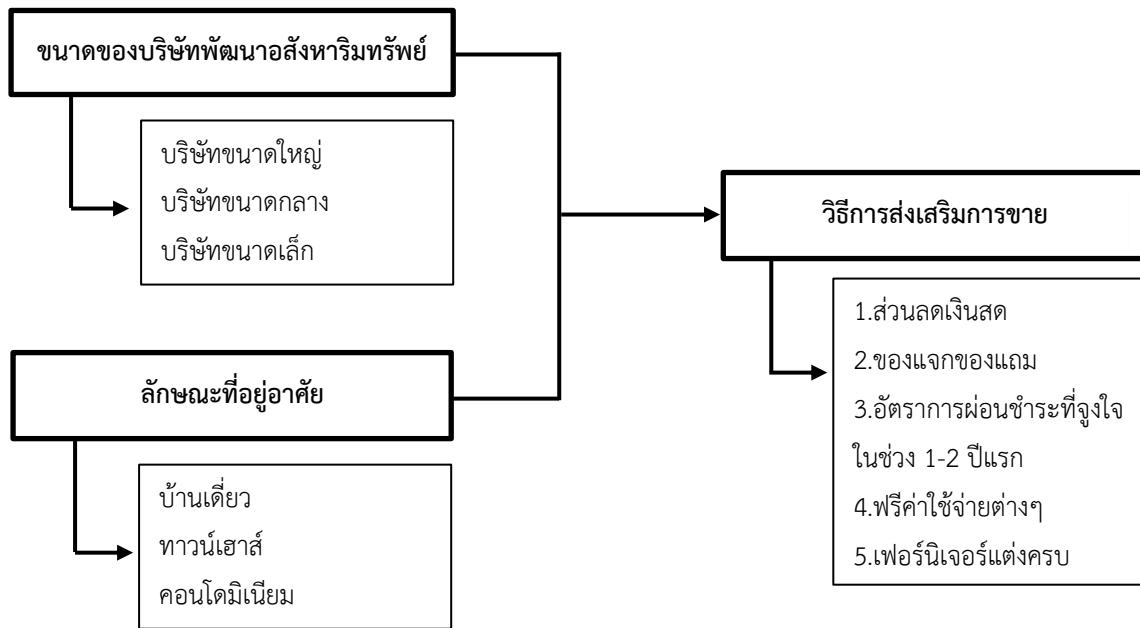 ขนาดของบริษัทพัฒนาอสังหาริมทรัพย์
บริษัทขนาดใหญ่
บริษัทขนาดกลาง
บริษัทขนาดเล็ก
ลักษณะที่อยู่อาศัย
บ้านเดี่ยว
ทาวน์เฮาส์
คอนโดมิเนียม
วิธีการส่งเสริมการขาย
1.ส่วนลดเงินสด
2.ของแจกของแถม
3.อัตราการผ่อนชำระที่จูงใจ
ในช่วง 1-2 ปีแรก
4.ฟรีค่าใช้จ่ายต่างๆ
5.เฟอร์นิเจอร์แต่งครบ